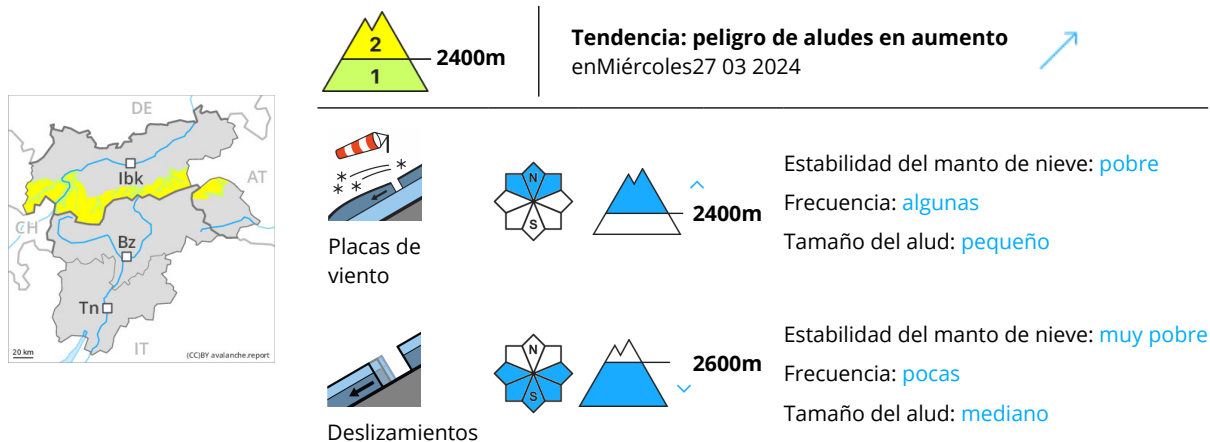 2
1
2400m
Tendencia: peligro de aludes en aumento
enMiércoles27 03 2024
DE
Ibk
AT
CH
Bz
Tn
IT
20 km
(CC)BY avalanche.report
Placas de
viento
N
S
2400m
Estabilidad del manto de nieve: pobre
Frecuencia: algunas
Tamaño del alud: pequeño
Deslizamientos
N
S
2600m
Estabilidad del manto de nieve: muy pobre
Frecuencia: pocas
Tamaño del alud: mediano